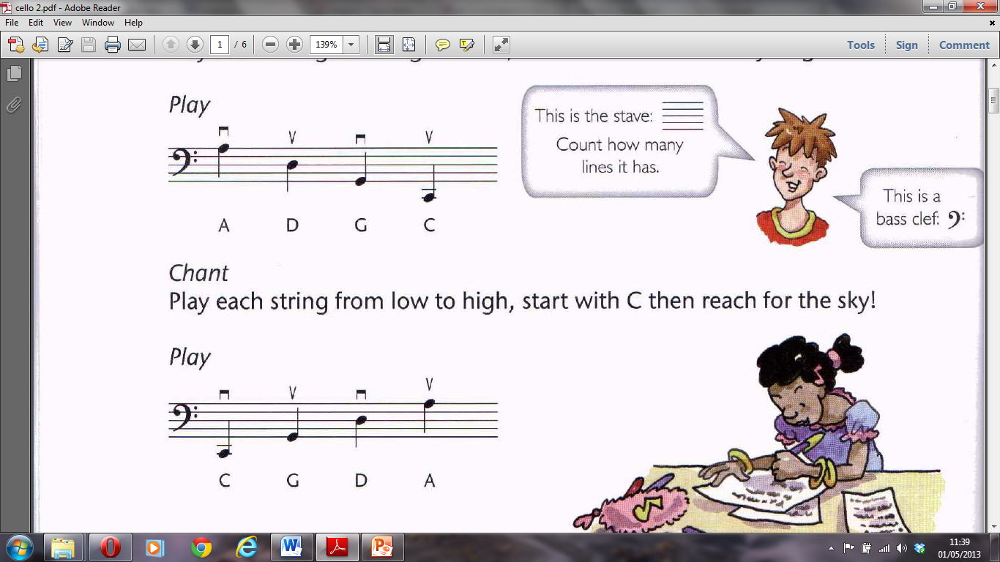 cello 2.pdf - Adobe Reader
File Edit View Window Help
1 / 6 139% Tools Sign Comment
Play
This is the stave:
Count how many
lines it has.
This is a
bass clef:
V V
A D G C
Chant
Play each string from low to high, start with C then reach for the sky!
Play
V V
C G D A
11:39
01/05/2013